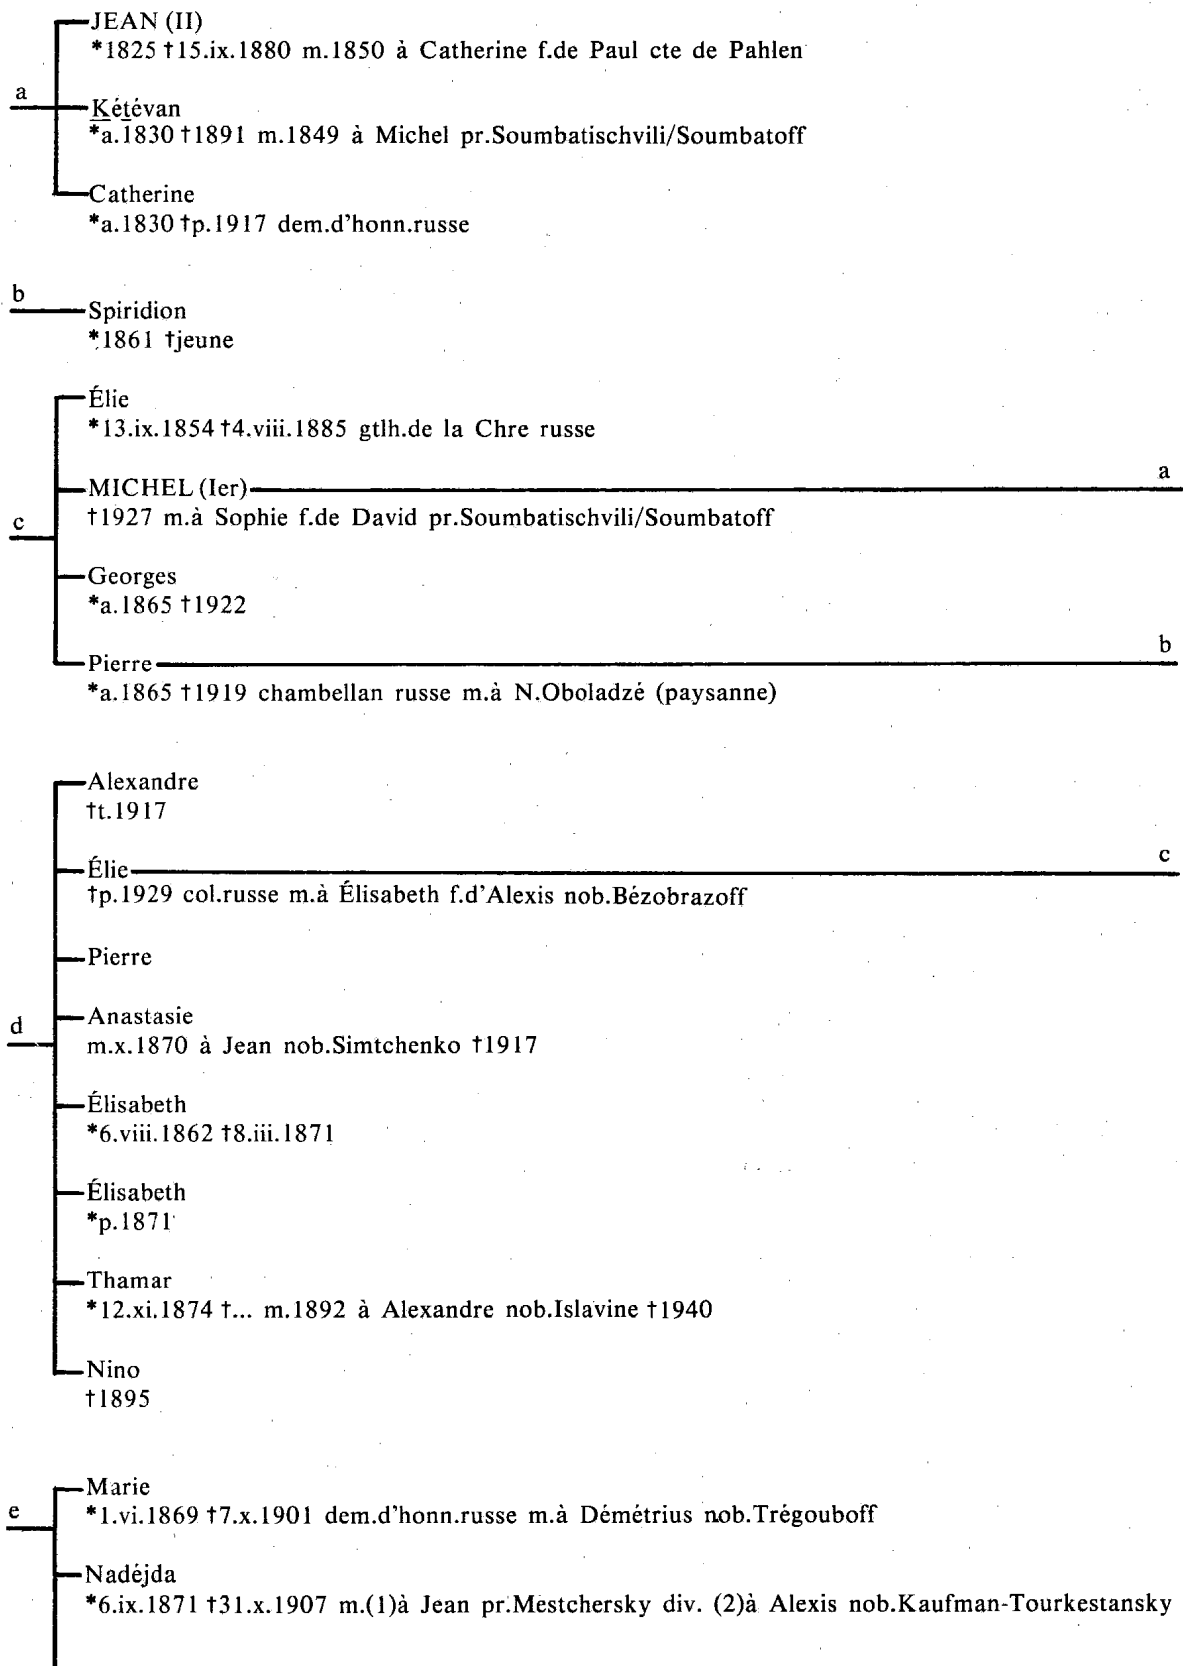 JEAN (II)
*1825 †15.ix.1880 m.1850 à Catherine f.de Paul cte de Pahlen
a
Kétévan
*a.1830 †1891 m.1849 à Michel pr.Soumbatischvili/Soumbatoff
Catherine
*a.1830 †p.1917 dem.d'honn.russe
b
Spiridion
*1861 †jeune
Élie
*13.ix.1854 †4.viii.1885 gtlh.de la Chre russe
MICHEL (Ier) a
†1927 m.à Sophie f.de David pr.Soumbatischvili/Soumbatoff
c
Georges
*a.1865 †1922
Pierre b
*a.1865 †1919 chambellan russe m.à N.Oboladzé (paysanne)
Alexandre
†t.1917
Élie c
†p.1929 col.russe m.à Élisabeth f.d'Alexis nob.Bézobrazoff
Pierre
d
Anastasie
m.x.1870 à Jean nob.Simtchenko †1917
Élisabeth
*6.viii.1862 †8.iii.1871
Élisabeth
*p.1871
Thamar
*12.xi.1874 †... m.1892 à Alexandre nob.Islavine †1940
Nino
†1895
Marie
e
*1.vi.1869 †7.x.1901 dem.d'honn.russe m.à Démétrius nob.Trégouboff
Nadéjda
*6.ix.1871 †31.x.1907 m.(1)à Jean pr.Mestchersky div. (2)à Alexis nob.Kaufman-Tourkestansky